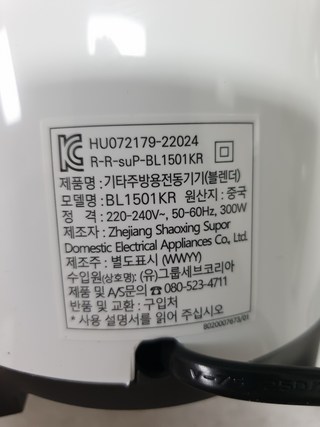 HU072179-22024
R-R-suP-BL1501KR
제품명 : 기타주방용전동기기(블렌더)
모델명 : BL1501KR 원산지 : 중국
정 격 : 220-240V~, 50-60Hz, 300W
제조자 : Zhejiang Shaoxing Supor
Domestic Electrical Appliances Co., Ltd.
제조주 : 별도표시 (WWYY)
수입원(상호명) : (유)그룹세브코리아
제품 및 A/S문의 ☎ 080-523-4711
반품 및 교환 : 구입처
* 사용 설명서를 읽어 주십시오
8020007673/01